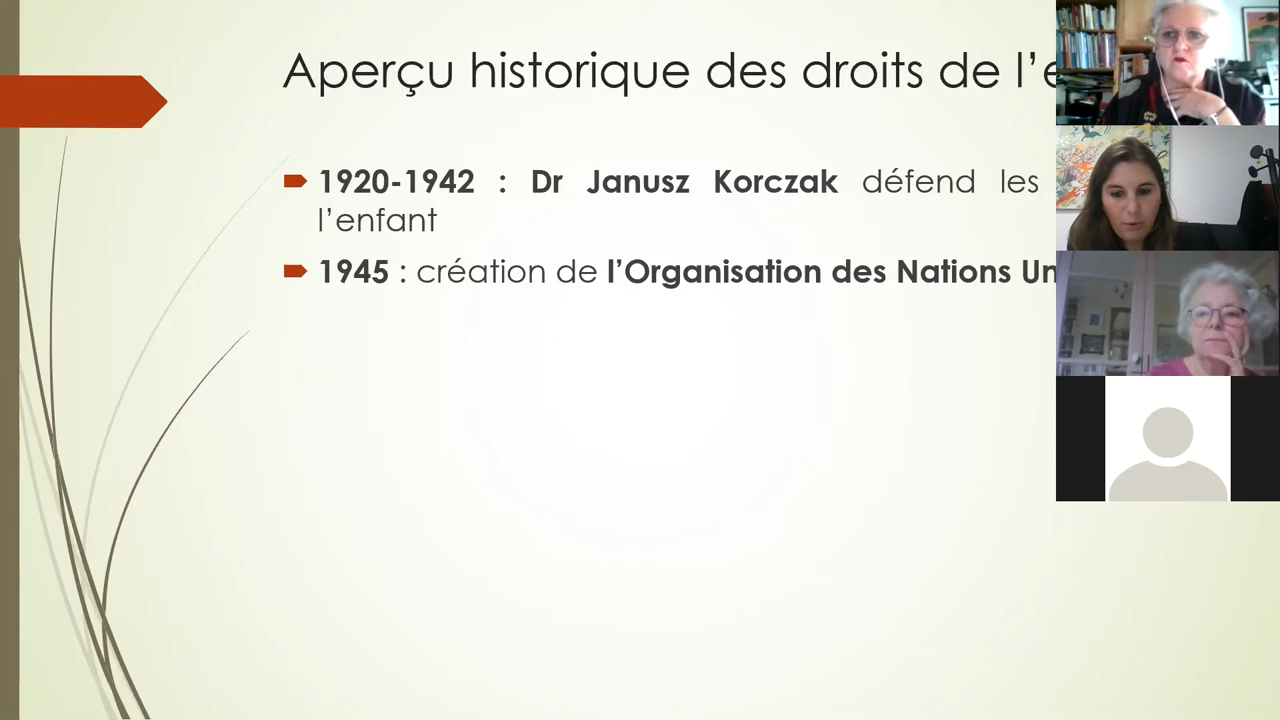 Aperçu historique des droits de
1920-1942 : Dr Janusz Korczak défend les
l’enfant
1945 : création de l’Organisation des Nations